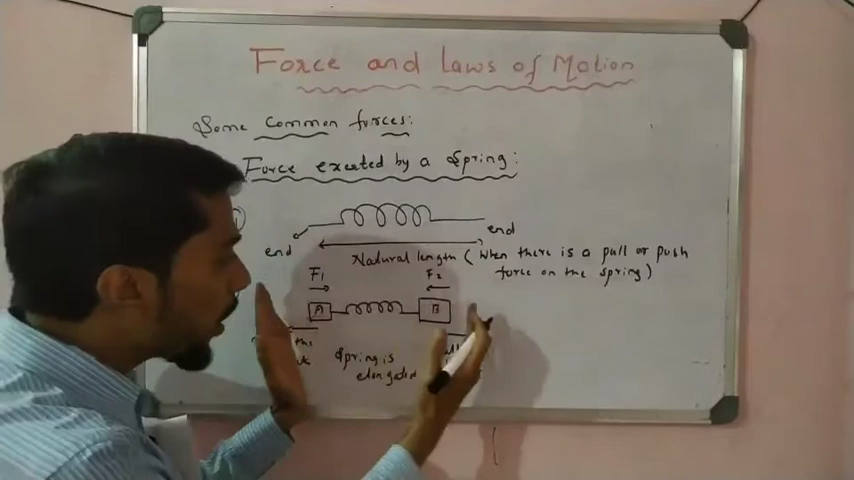 Force and Laws of Motion
Some common forces:
Force exerted by a Spring:
end
end
Natural length (When there is a pull or push
force on the spring)
F1
F2
A
B
Spring is
elongated